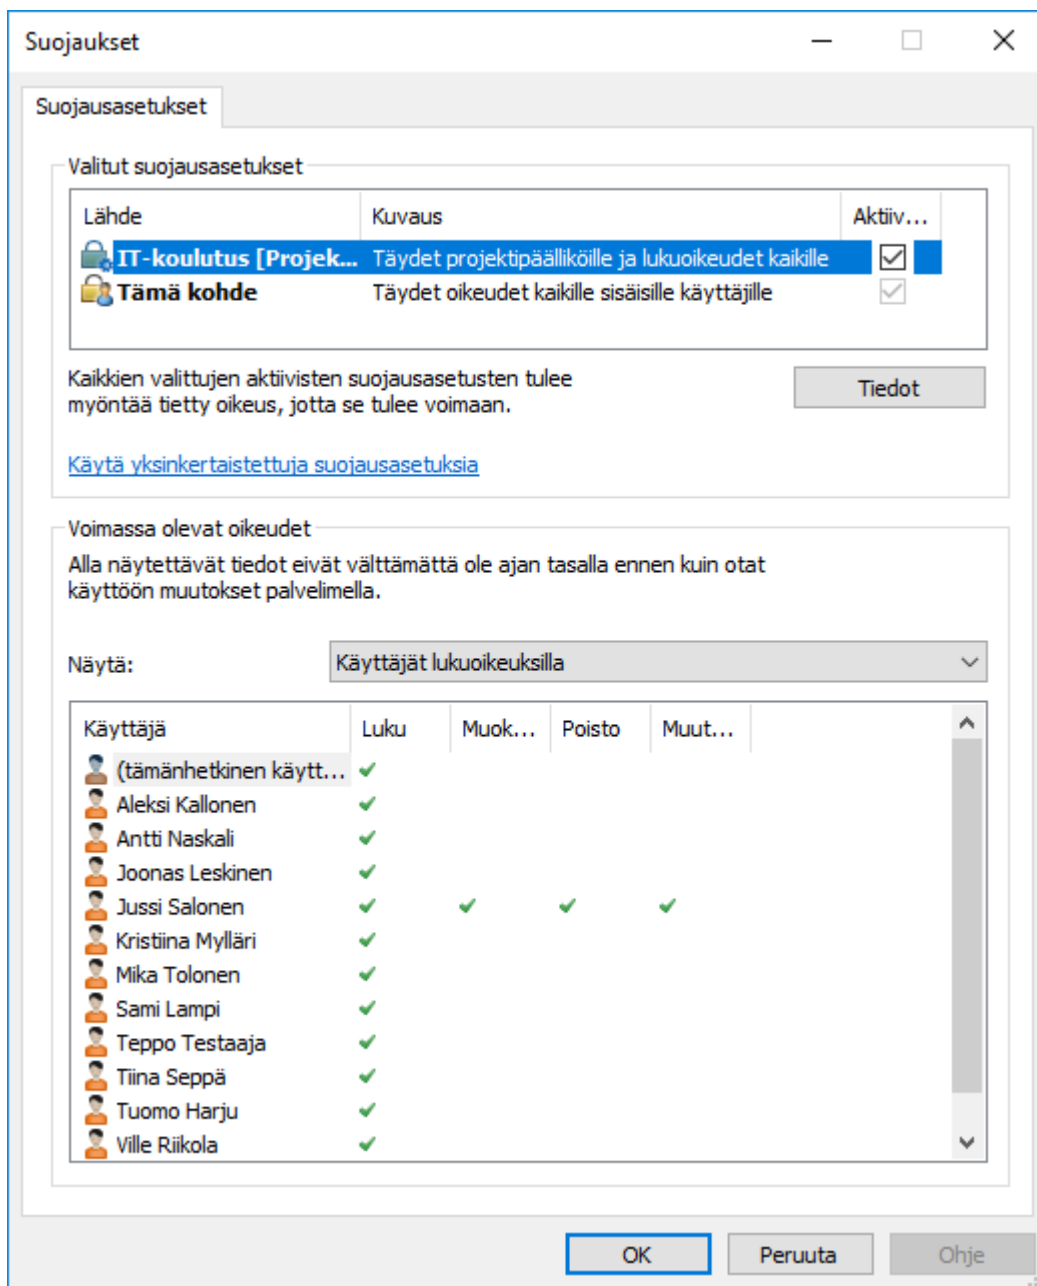 Suojaukset
Suojausasetukset
Valitut suojausasetukset
Lähde Kuvaus Aktiiv...
IT-koulutus [Projek... Täydet projektipäälliköille ja lukuoikeudet kaikille
Tämä kohde Täydet oikeudet kaikille sisäisille käyttäjille
Kaikkien valittujen aktiivisten suojausasetusten tulee
myöntää tietty oikeus, jotta se tulee voimaan.
Tiedot
Käytä yksinkertaistettuja suojausasetuksia
Voimassa olevat oikeudet
Alla näytettävät tiedot eivät välttämättä ole ajan tasalla ennen kuin otat
käyttöön muutokset palvelimella.
Näytä: Käyttäjät lukuoikeuksilla
Käyttäjä Luku Muok... Poisto Muut...
(tämänhetkinen käytt...
Aleksi Kallonen
Antti Naskali
Joonas Leskinen
Jussi Salonen
Kristiina Mylläri
Mika Tolonen
Sami Lampi
Teppo Testaaja
Tiina Seppä
Tuomo Harju
Ville Riikola
OK Peruuta Ohje